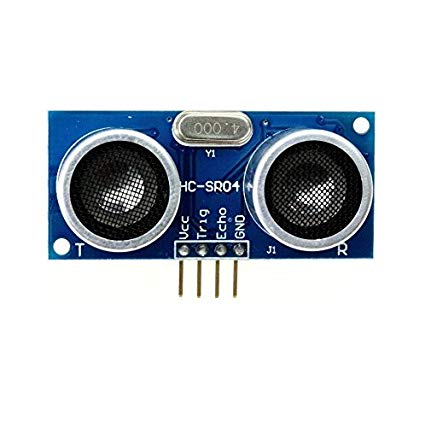 4.000
Y1
HC-SR04
Vcc
Trig
Echo
GND
T
J1
R